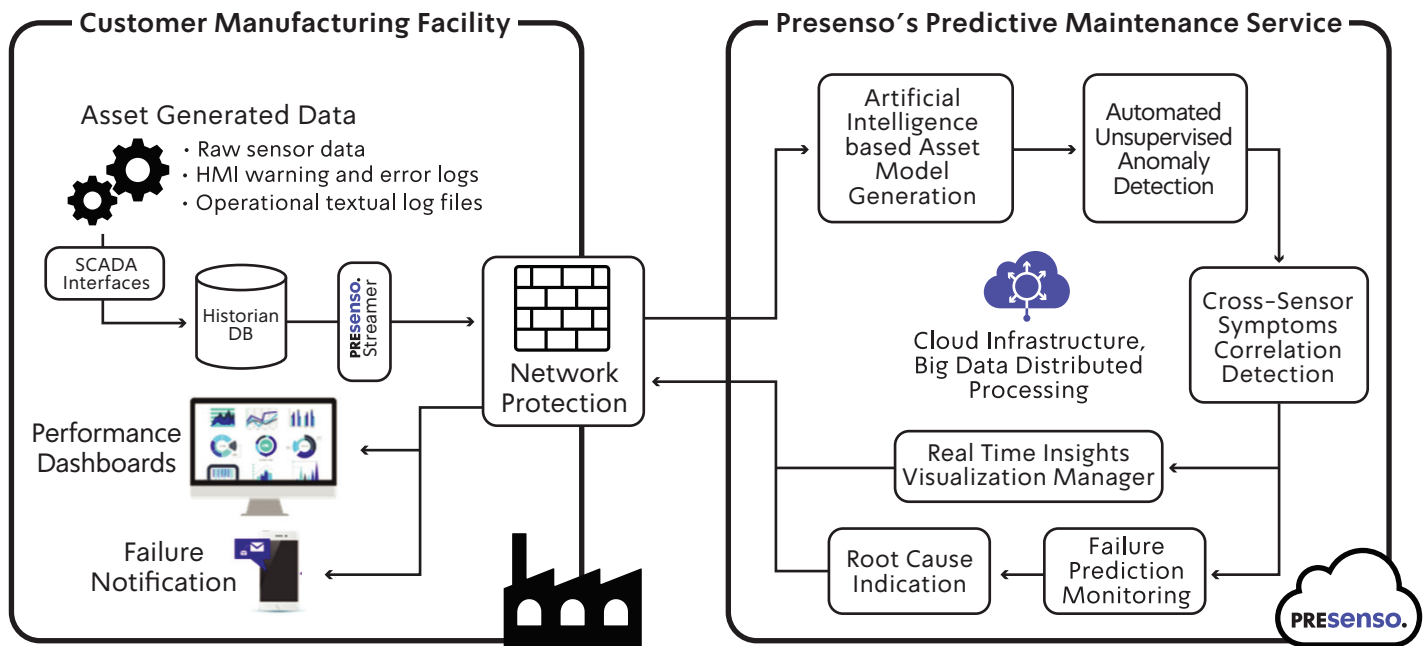 Customer Manufacturing Facility
Asset Generated Data
· Raw sensor data
· HMI warning and error logs
· Operational textual log files
SCADA
Interfaces
Historian
DB
PREsenso.
Streamer
Network
Protection
Performance
Dashboards
Failure
Notification
Presenso's Predictive Maintenance Service
Artificial
Intelligence
based Asset
Model
Generation
Automated
Unsupervised
Anomaly
Detection
Cross-Sensor
Symptoms
Correlation
Detection
Cloud Infrastructure,
Big Data Distributed
Processing
Real Time Insights
Visualization Manager
Failure
Prediction
Monitoring
Root Cause
Indication
PREsenso.